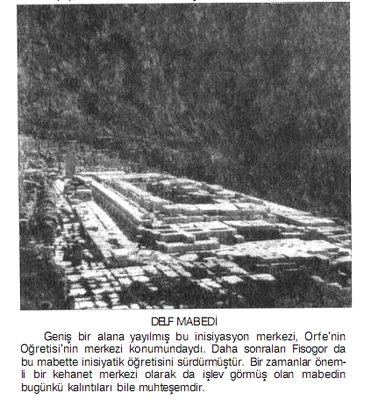 DELF MABEDİ
Geniş bir alana yayılmış bu inisiyasyon merkezi, Orfe'nin
Öğretisi'nin merkezi konumundaydı. Daha sonraları Fisogor da
bu mabette inisiyatik öğretisini sürdürmüştür. Bir zamanlar önem-
li bir kehanet merkezi olarak da işlev görmüş olan mabedin
bugünkü kalıntıları bile muhteşemdir.